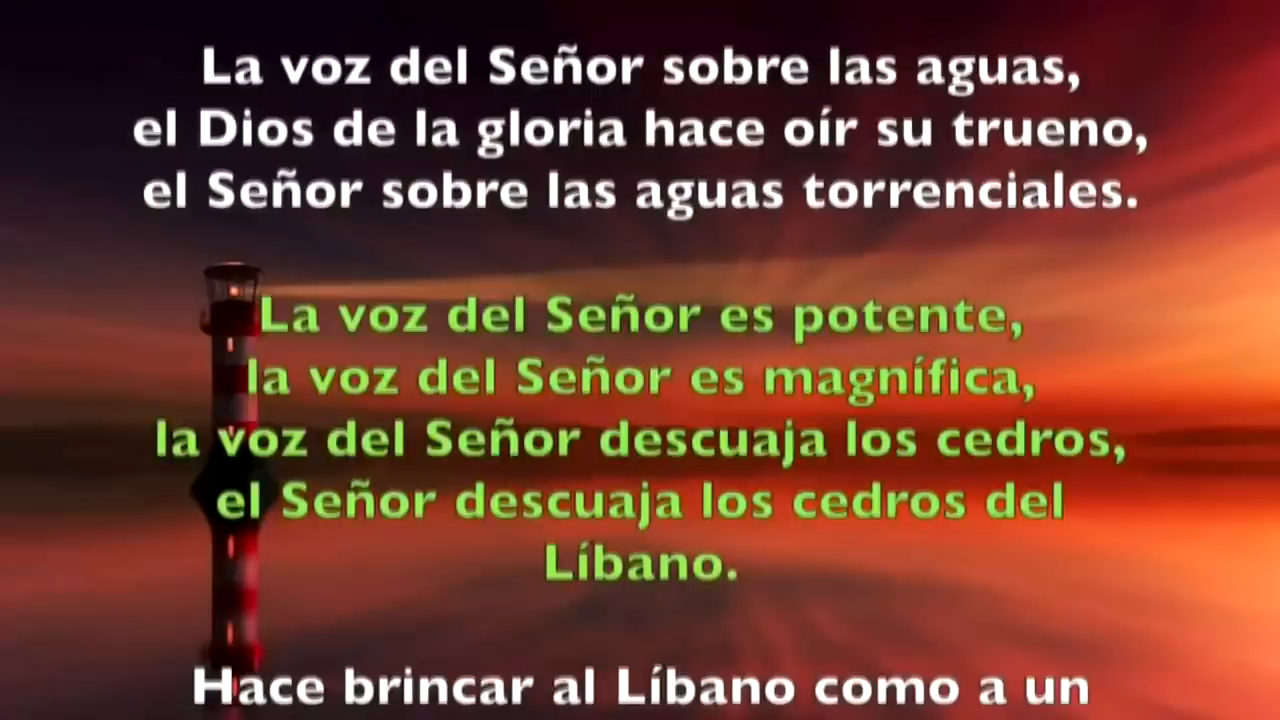 La voz del Señor sobre las aguas,
el Dios de la gloria hace oír su trueno,
el Señor sobre las aguas torrenciales.
La voz del Señor es potente,
la voz del Señor es magnífica,
la voz del Señor descuaja los cedros,
el Señor descuaja los cedros del
Líbano.
Hace brincar al Líbano como a un